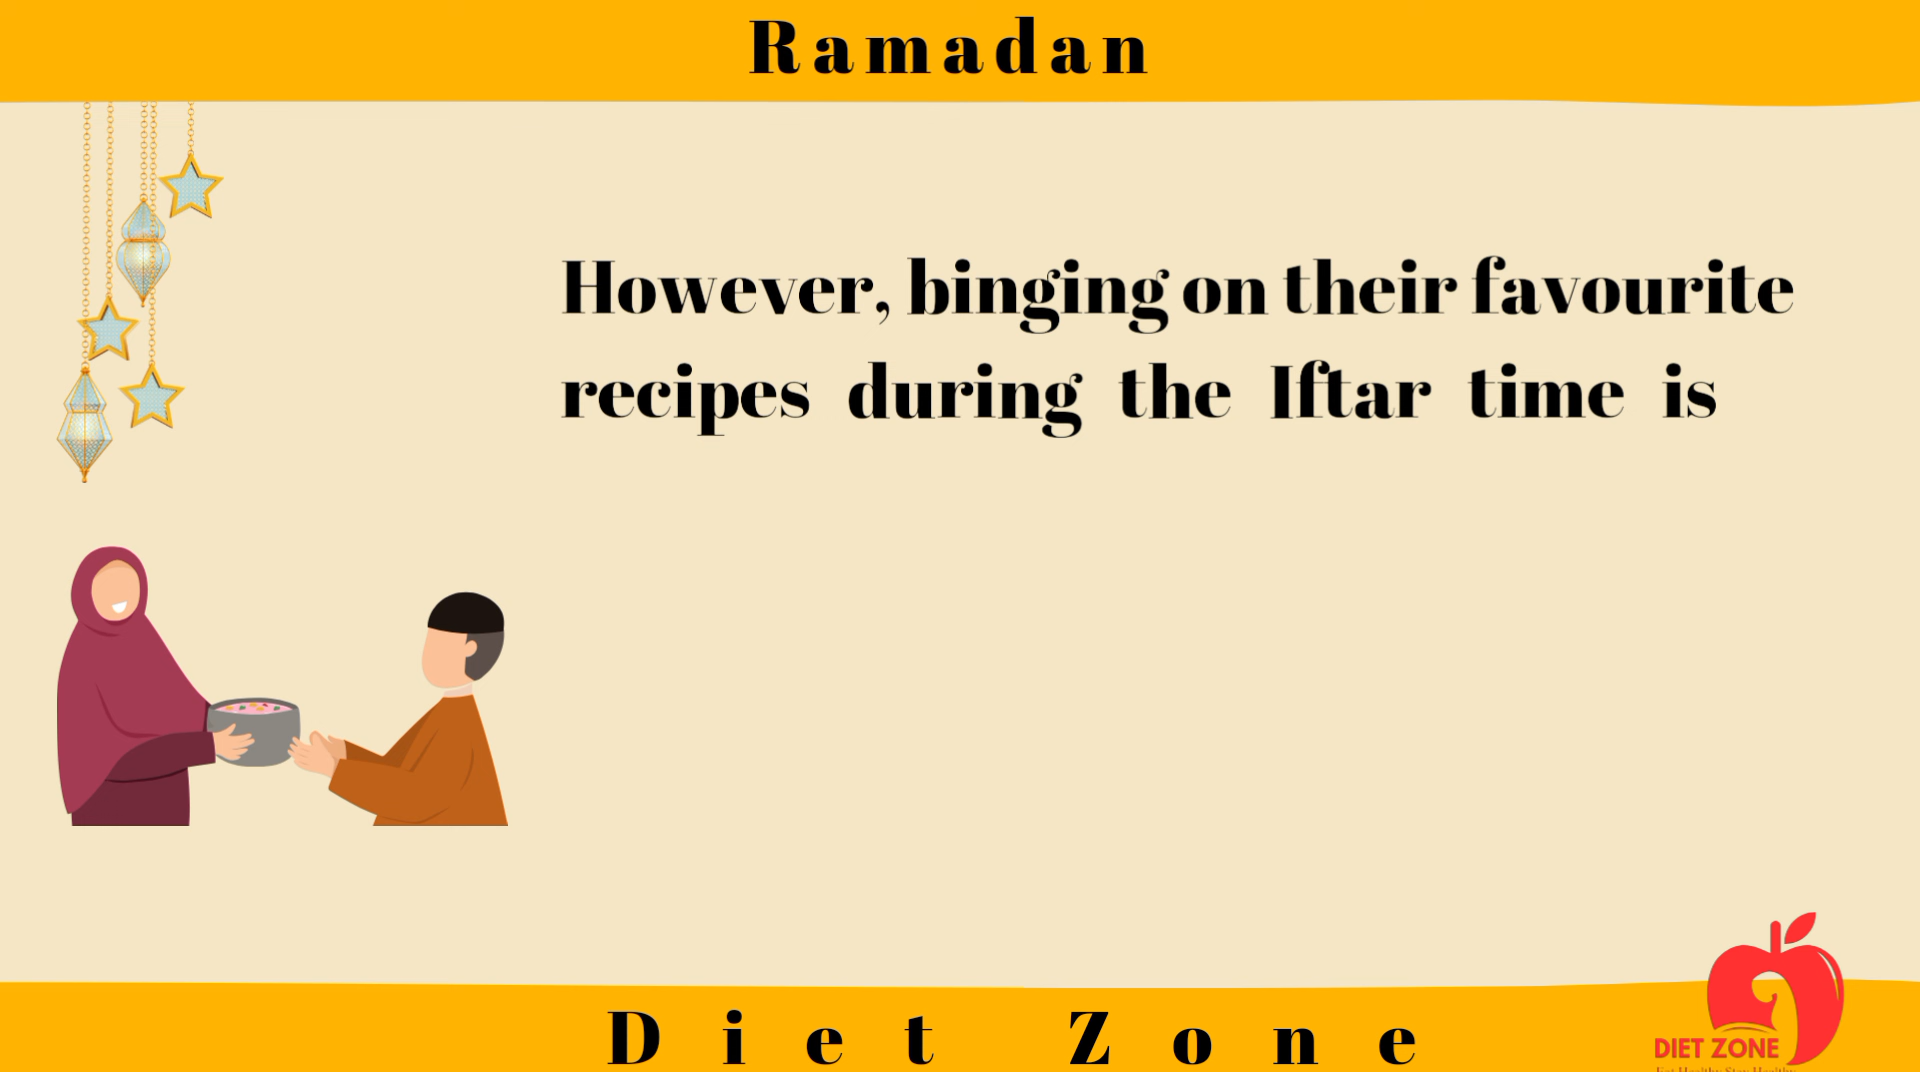 Ramadan
However, binging on their favourite
recipes during the Iftar time is
Diet Zone
DIET ZONE